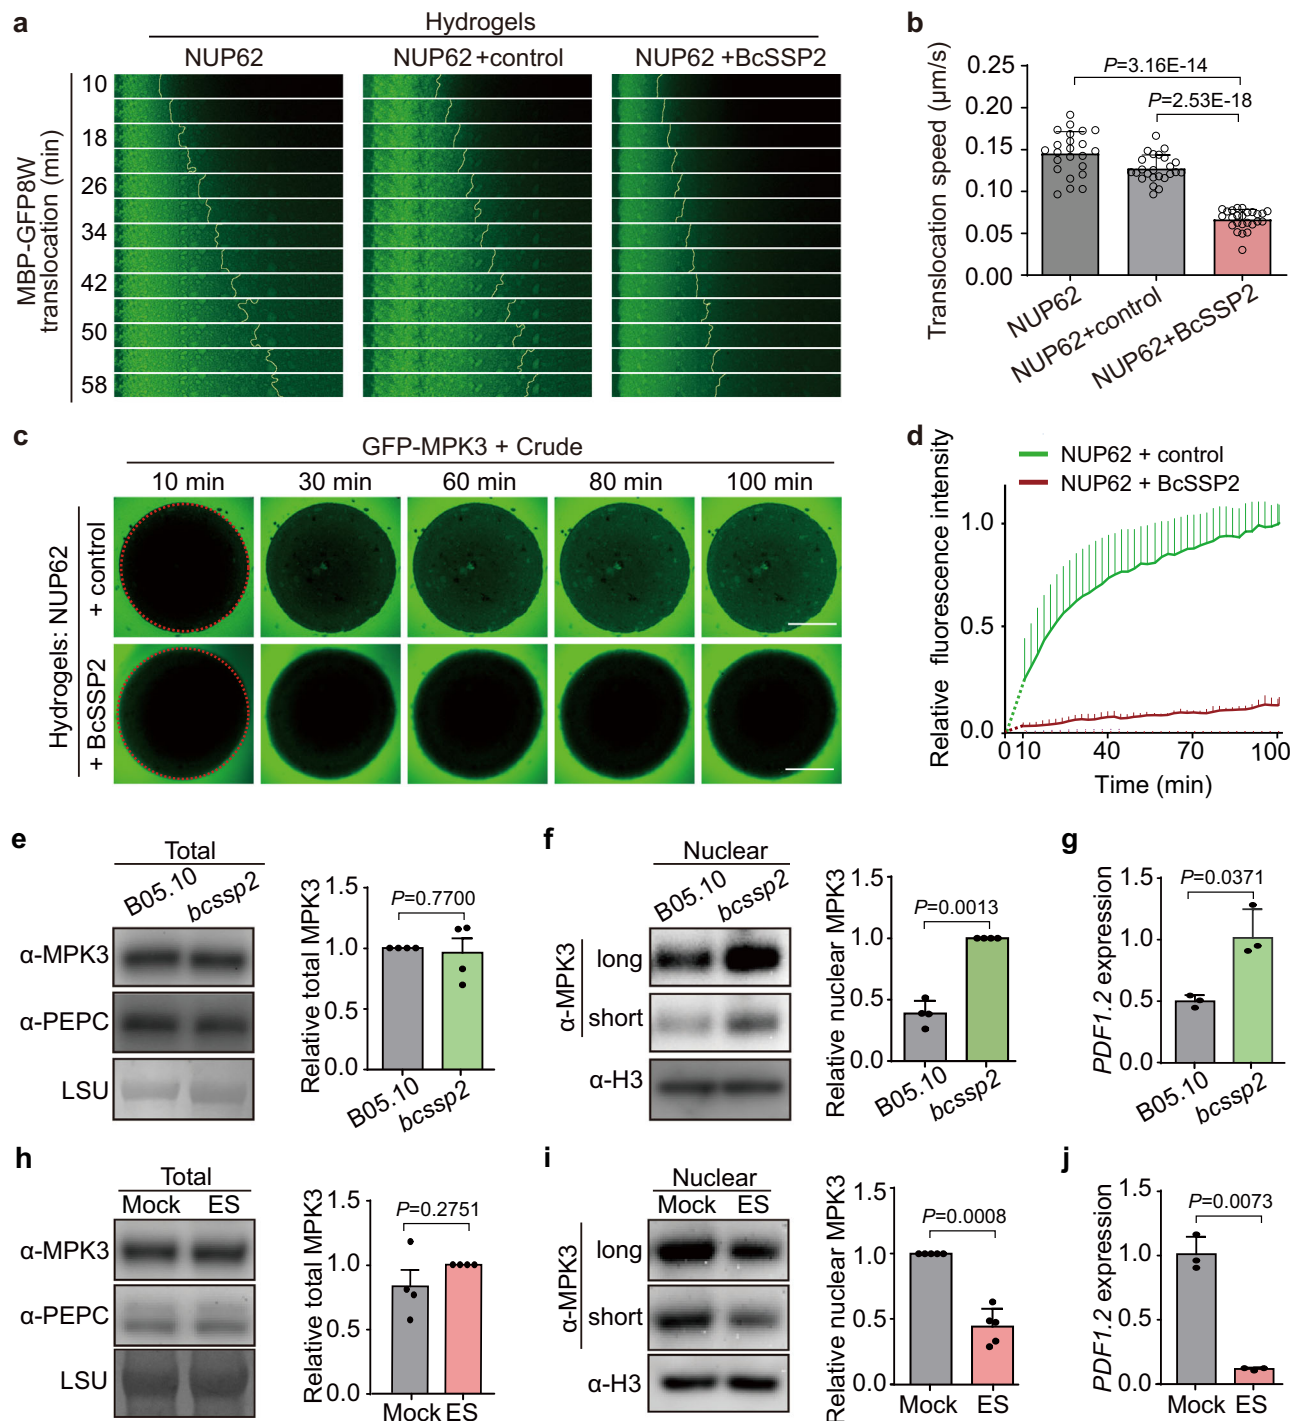 a
Hydrogels
NUP62
NUP62 +control
NUP62 +BcSSP2
MBP-GFP8W
translocation (min)
10
18
26
34
42
50
58
b
P=3.16E-14
P=2.53E-18
Translocation speed (µm/s)
0.25
0.20
0.15
0.10
0.05
0.00
NUP62
NUP62+control
NUP62+BcSSP2
c
GFP-MPK3 + Crude
10 min
30 min
60 min
80 min
100 min
Hydrogels: NUP62
+ control
+ BcSSP2
d
NUP62 + control
NUP62 + BcSSP2
Relative fluorescence intensity
1.0
0.5
0.0
0 10 40 70 100
Time (min)
e
Total
B05.10
bcssp2
α-MPK3
α-PEPC
LSU
Relative total MPK3
1.5
1.0
0.5
0.0
P=0.7700
B05.10
bcssp2
f
Nuclear
B05.10
bcssp2
α-MPK3
long
short
α-H3
Relative nuclear MPK3
1.5
1.0
0.5
0.0
P=0.0013
B05.10
bcssp2
g
PDF1.2 expression
1.5
1.0
0.5
0.0
P=0.0371
B05.10
bcssp2
h
Total
Mock ES
α-MPK3
α-PEPC
LSU
Relative total MPK3
1.5
1.0
0.5
0.0
P=0.2751
Mock ES
i
Nuclear
Mock ES
α-MPK3
long
short
α-H3
Relative nuclear MPK3
1.5
1.0
0.5
0.0
P=0.0008
Mock ES
j
PDF1.2 expression
1.5
1.0
0.5
0.0
P=0.0073
Mock ES